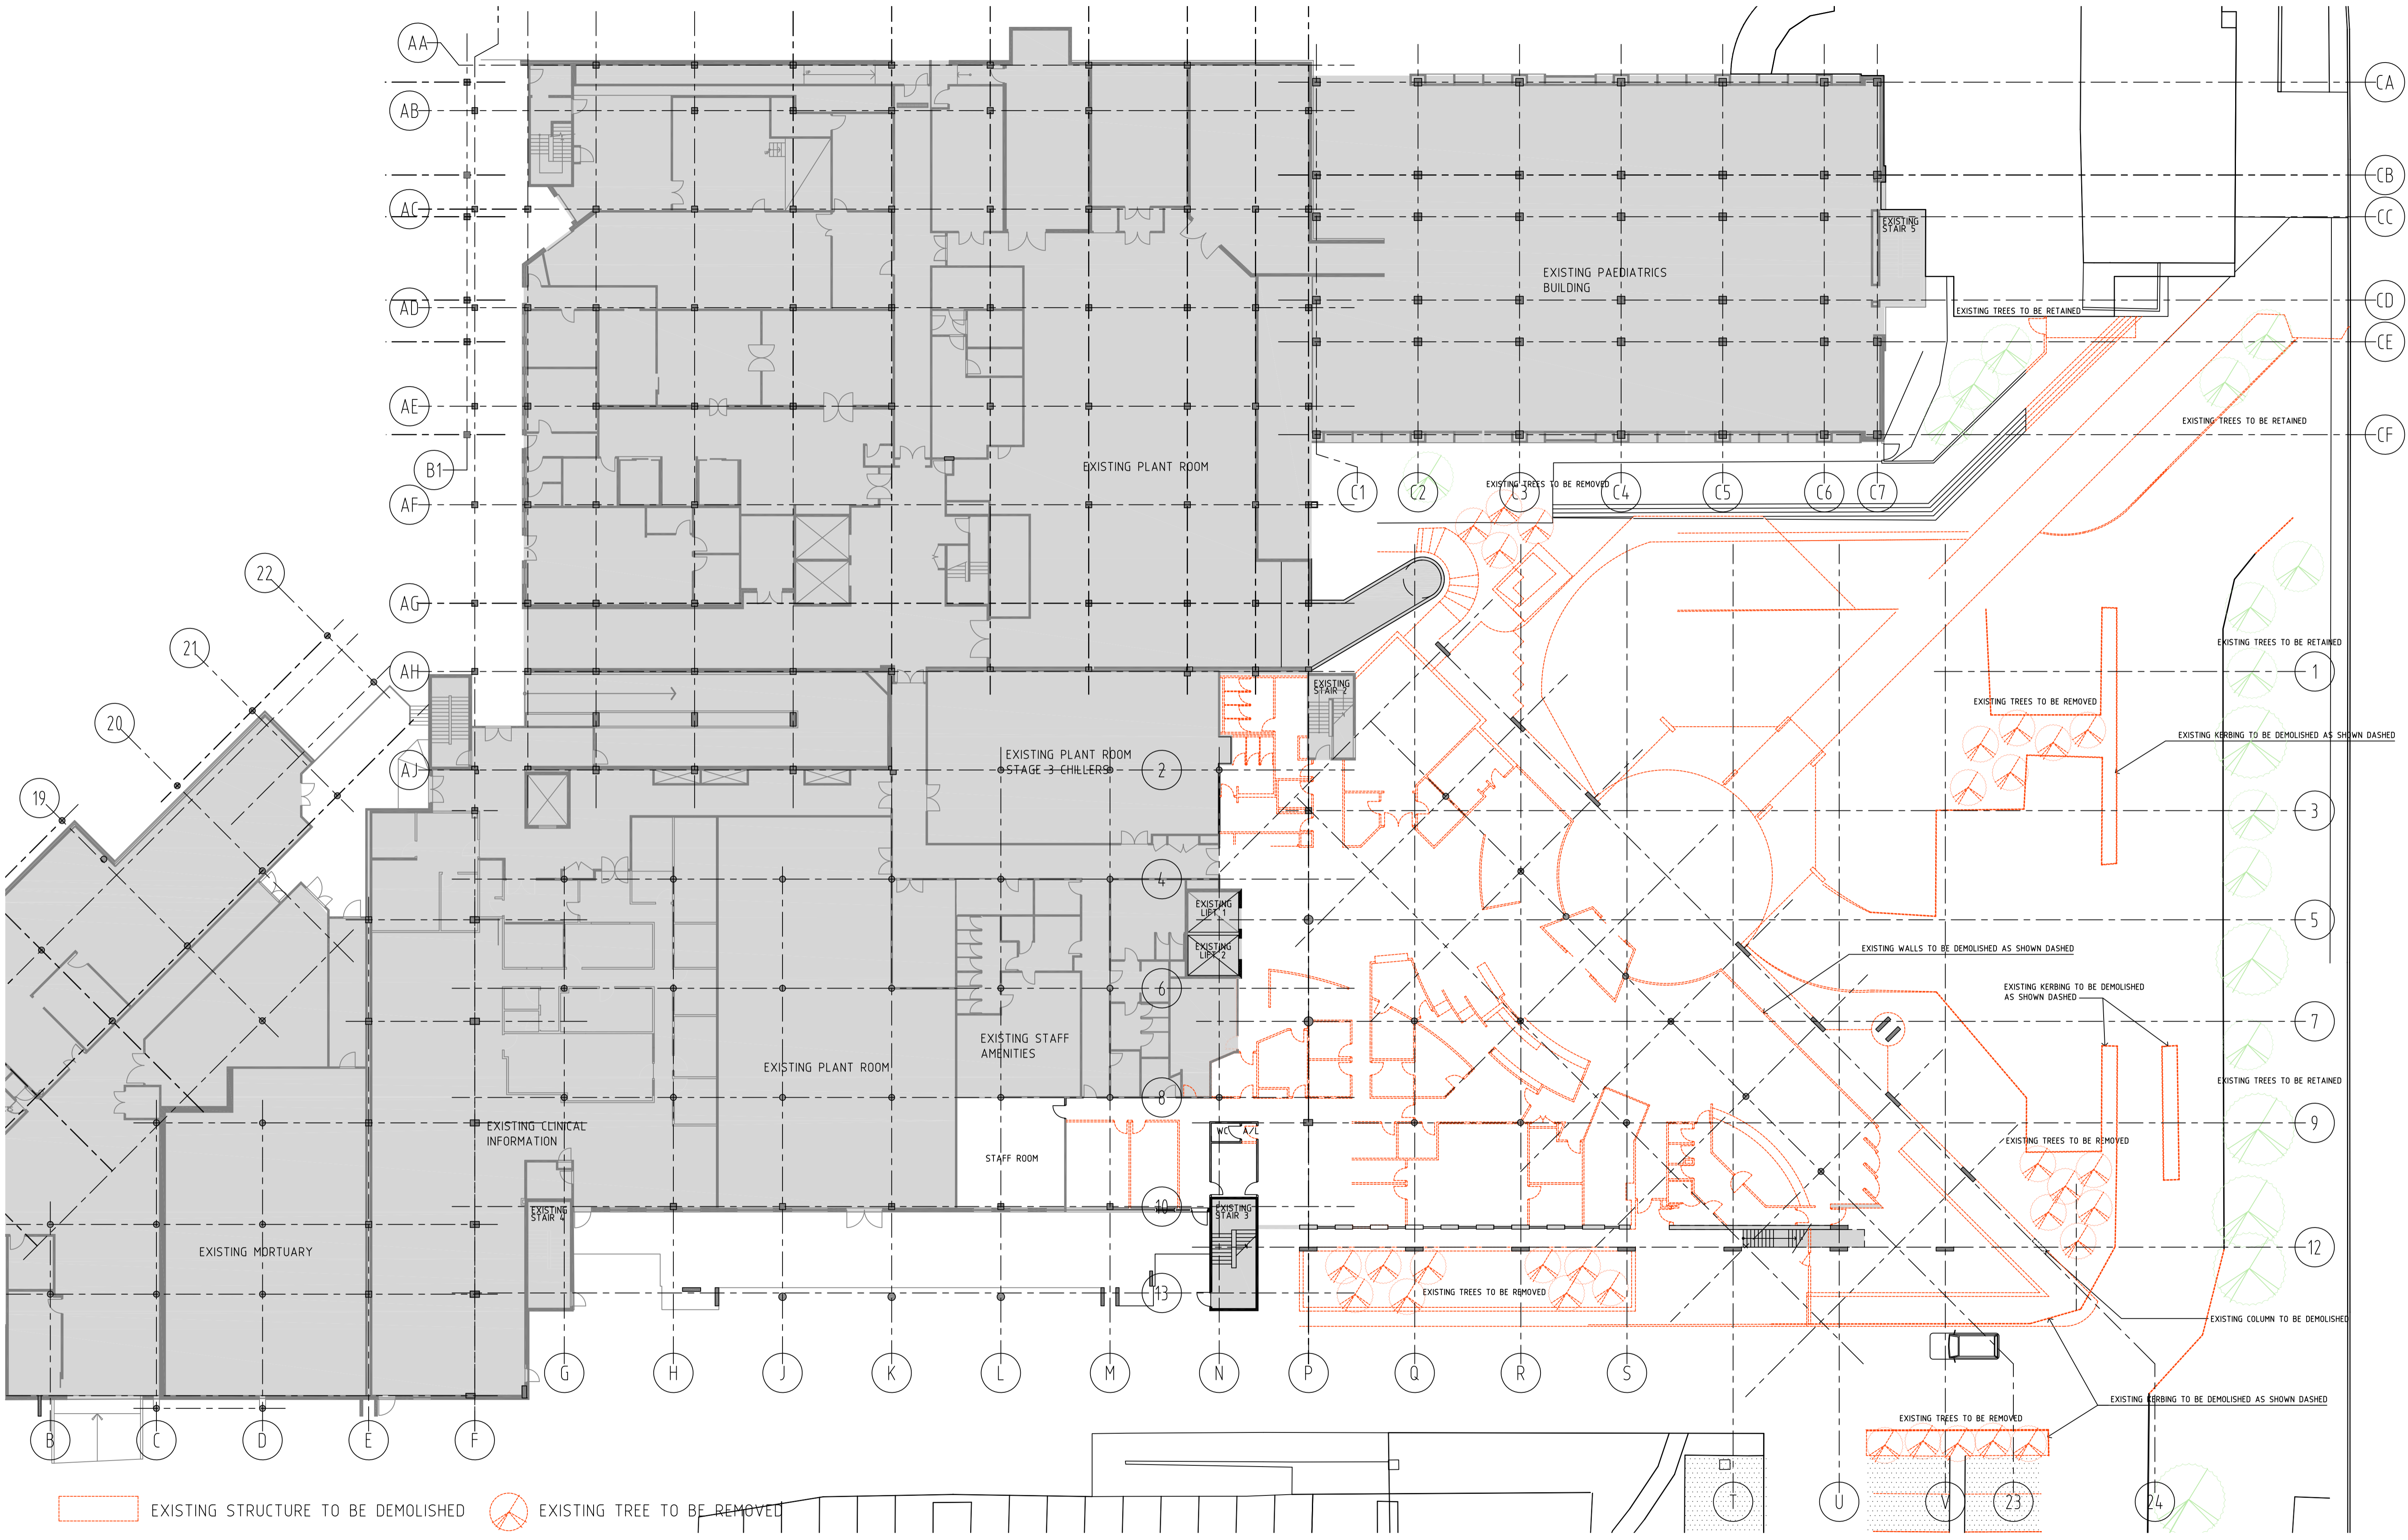 AA
CA
AB
CB
AC
CC
EXISTING
STAIR 5
EXISTING PAEDIATRICS
BUILDING
AD
CD
EXISTING TREES TO BE RETAINED
CE
AE
EXISTING TREES TO BE RETAINED
CF
B1
EXISTING PLANT ROOM
EXISTING TREES TO BE REMOVED
C1
C2
C3
C4
C5
C6
C7
AF
22
AG
21
EXISTING TREES TO BE RETAINED
AH
1
EXISTING
STAIR 2
EXISTING TREES TO BE REMOVED
20
EXISTING KERBING TO BE DEMOLISHED AS SHOWN DASHED
EXISTING PLANT ROOM
STAGE 3 CHILLERS
AJ
2
19
3
4
EXISTING
LIFT 1
5
EXISTING
LIFT 2
EXISTING WALLS TO BE DEMOLISHED AS SHOWN DASHED
6
EXISTING KERBING TO BE DEMOLISHED
AS SHOWN DASHED
7
EXISTING STAFF
AMENITIES
EXISTING PLANT ROOM
EXISTING TREES TO BE RETAINED
8
EXISTING CLINICAL
INFORMATION
9
WC
A/L
EXISTING TREES TO BE REMOVED
STAFF ROOM
10
EXISTING
STAIR 4
EXISTING
STAIR 3
EXISTING MORTUARY
12
13
EXISTING TREES TO BE REMOVED
EXISTING COLUMN TO BE DEMOLISHED
G
H
J
K
L
M
N
P
Q
R
S
EXISTING KERBING TO BE DEMOLISHED AS SHOWN DASHED
EXISTING TREES TO BE REMOVED
B
C
D
E
F
T
U
V
23
24
EXISTING STRUCTURE TO BE DEMOLISHED
EXISTING TREE TO BE REMOVED